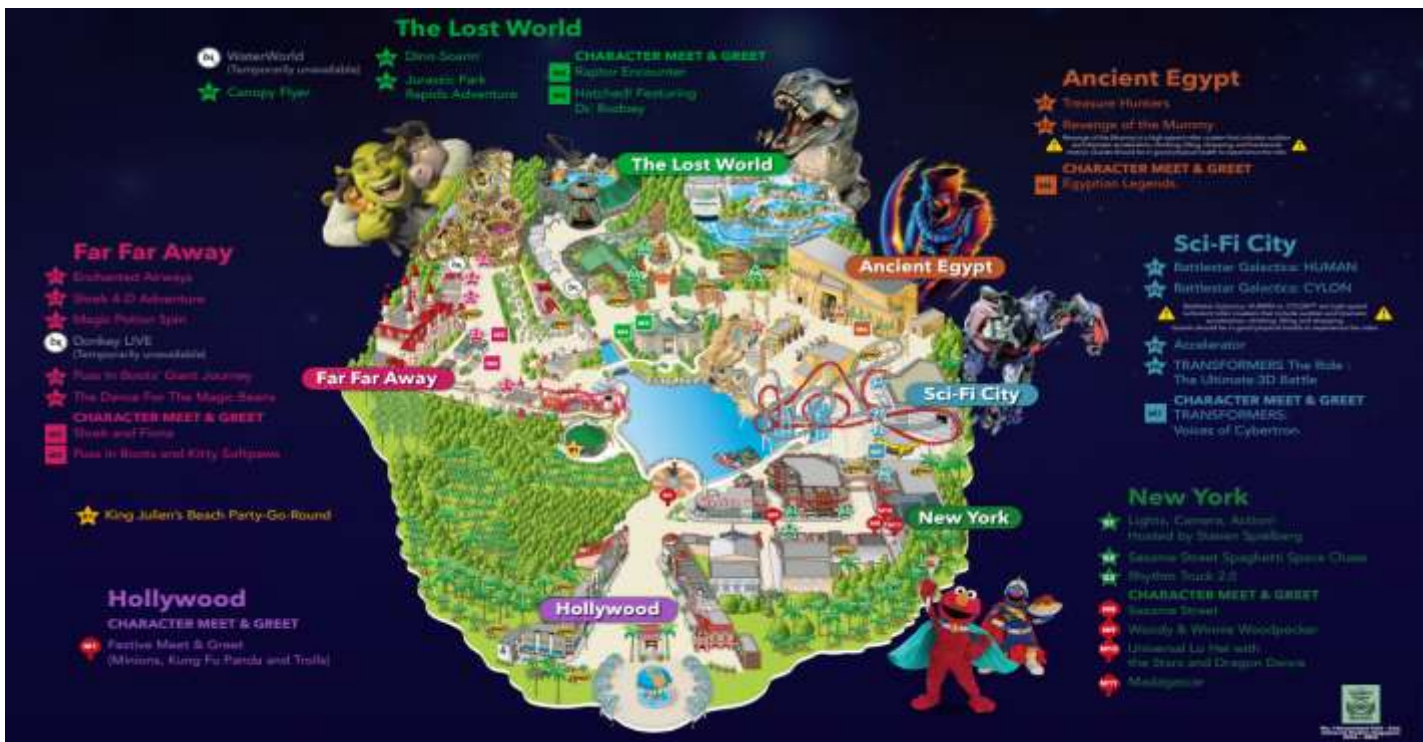 The Lost World
WaterWorld
(Temporarily unavailable)
Canopy Flyer
Dino-Soarin'
Jurassic Park
Rapids Adventure
CHARACTER MEET & GREET
Raptor Encounter
Hatched! Featuring
Dr. Rodney
Ancient Egypt
Treasure Hunters
Revenge of the Mummy
CHARACTER MEET & GREET
Egyptian Legends
The Lost World
Ancient Egypt
Far Far Away
Enchanted Airways
Shrek 4-D Adventure
Magic Potion Spin
Donkey LIVE
(Temporarily unavailable)
Puss In Boots' Giant Journey
The Dance For The Magic Beans
CHARACTER MEET & GREET
Shrek and Fiona
Puss In Boots and Kitty Softpaws
Far Far Away
Sci-Fi City
Battlestar Galactica: HUMAN
Battlestar Galactica: CYLON
Accelerator
TRANSFORMERS The Ride :
The Ultimate 3D Battle
CHARACTER MEET & GREET
TRANSFORMERS:
Voices of Cybertron
Sci-Fi City
King Julien's Beach Party-Go-Round
New York
New York
Lights, Camera, Action!
Hosted by Steven Spielberg
Sesame Street Spaghetti Space Chase
Rhythm Truck 2.0
CHARACTER MEET & GREET
Sesame Street
Woody & Winnie Woodpecker
Universal Lo Hei with
the Stars and Dragon Dance
Madagascar
Hollywood
CHARACTER MEET & GREET
Festive Meet & Greet
(Minions, Kung Fu Panda and Trolls)
Hollywood